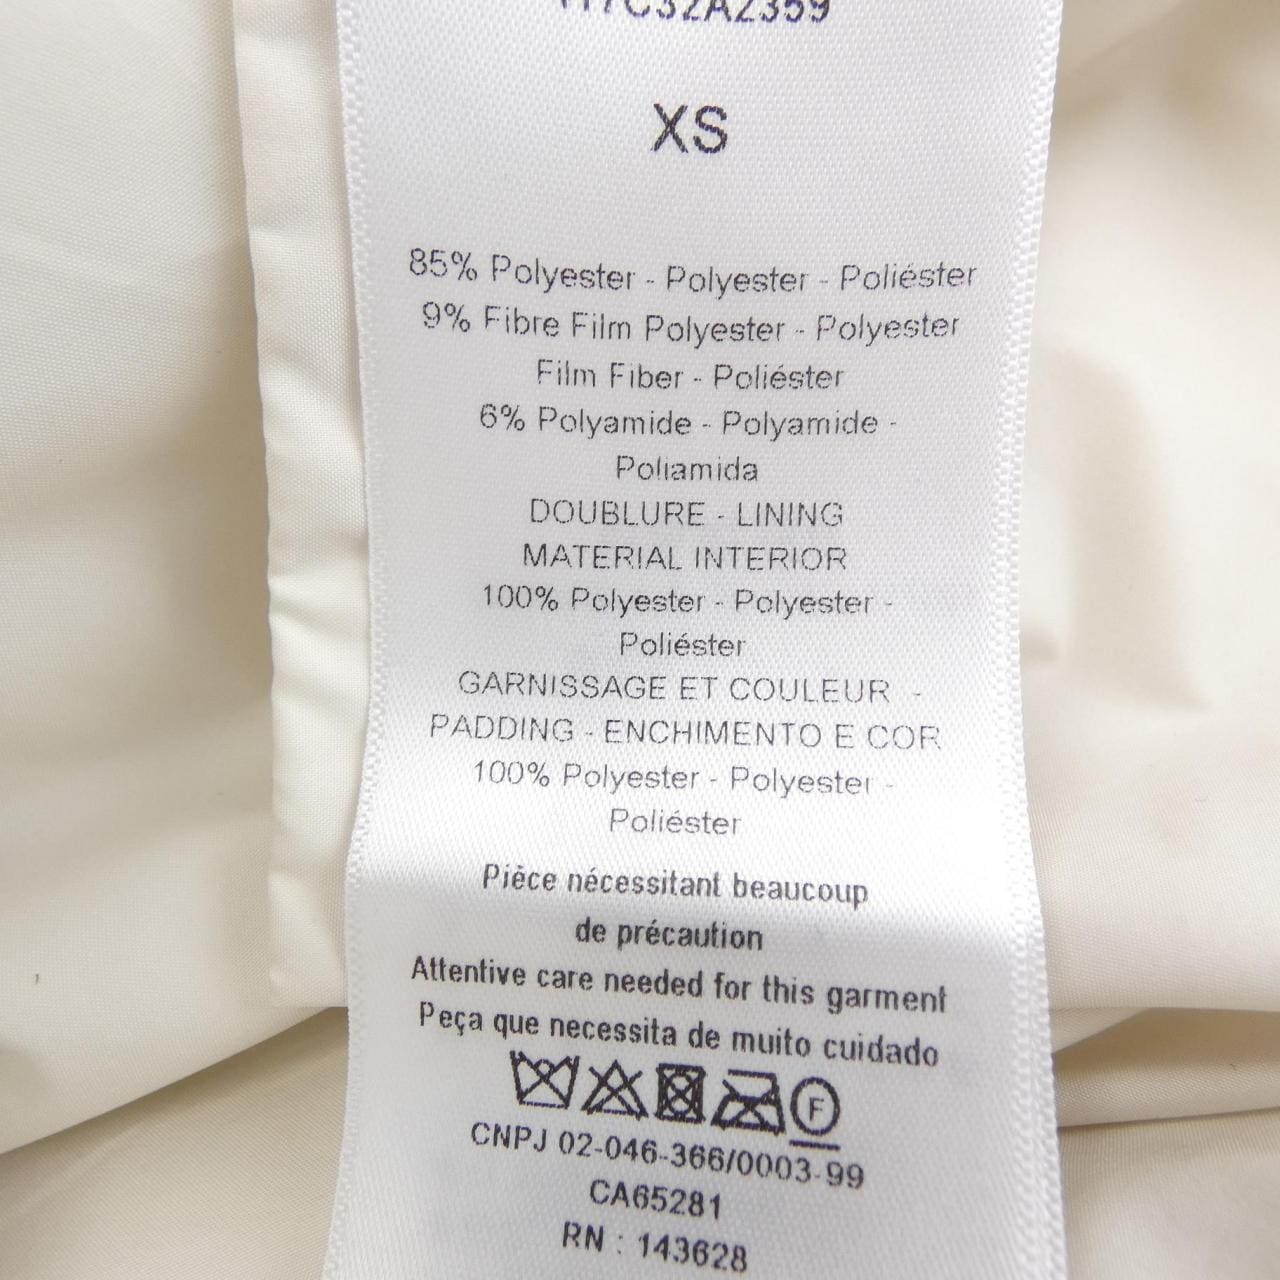 XS
85% Polyester - Polyester - Poliéster
9% Fibre Film Polyester - Polyester
Film Fiber - Poliéster
6% Polyamide - Polyamide -
Poliamida
DOUBLURE - LINING
MATERIAL INTERIOR
100% Polyester - Polyester -
Poliéster
GARNISSAGE ET COULEUR -
PADDING - ENCHIMENTO E COR
100% Polyester - Polyester -
Poliéster
Pièce nécessitant beaucoup
de précaution
Attentive care needed for this garment
Peça que necessita de muito cuidado
F
CNPJ 02-046-366/0003-99
CA65281
RN : 143628